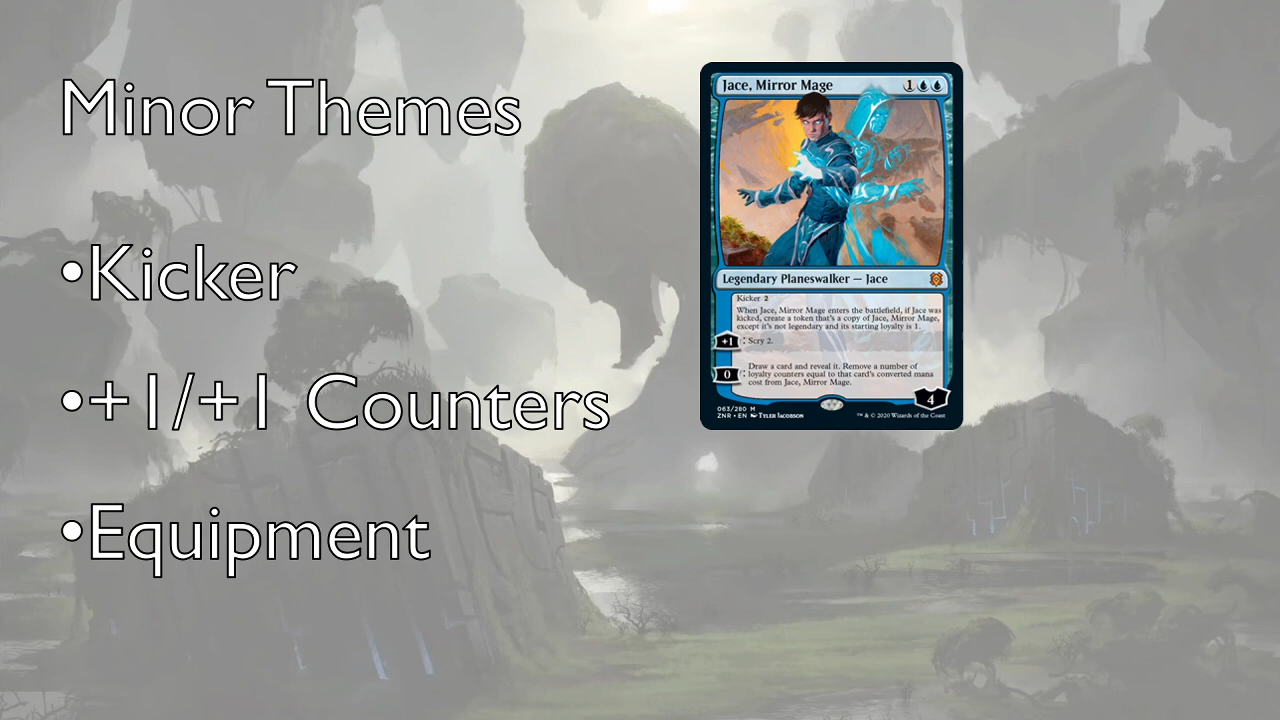 Minor Themes
•Kicker
•+1/+1 Counters
•Equipment
Jace, Mirror Mage 1
Legendary Planeswalker — Jace
Kicker 2
When Jace, Mirror Mage enters the battlefield, if Jace was
kicked, create a token that's a copy of Jace, Mirror Mage,
except it's not legendary and its starting loyalty is 1.
+1 : Scry 2.
Draw a card and reveal it. Remove a number of
0 : loyalty counters equal to that card's converted mana
cost from Jace, Mirror Mage.
4
063/280 M
ZNR • EN Tyler Jacobson ™ & © 2020 Wizards of the Coast